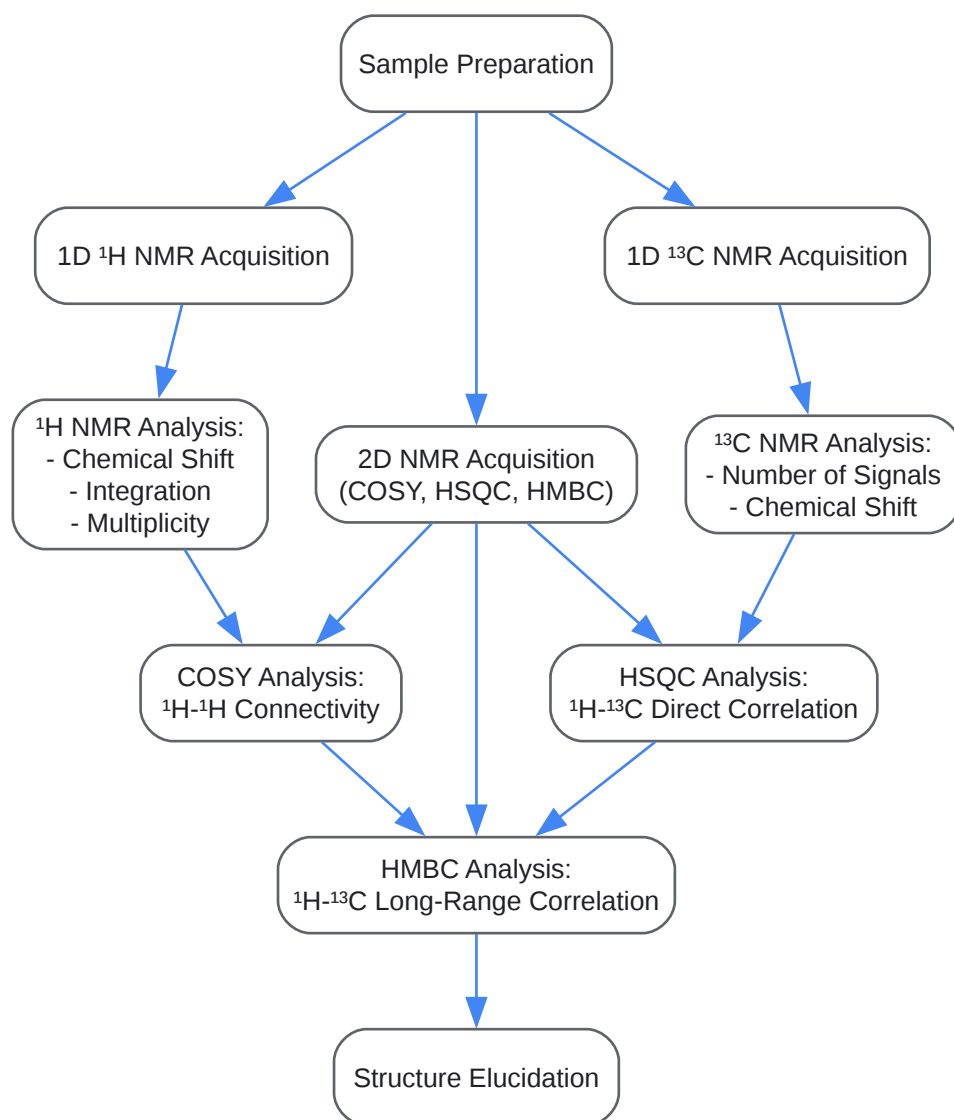 Sample Preparation
1D ¹H NMR Acquisition
1D ¹³C NMR Acquisition
¹H NMR Analysis:
- Chemical Shift
- Integration
- Multiplicity
2D NMR Acquisition
(COSY, HSQC, HMBC)
¹³C NMR Analysis:
- Number of Signals
- Chemical Shift
COSY Analysis:
¹H-¹H Connectivity
HSQC Analysis:
¹H-¹³C Direct Correlation
HMBC Analysis:
¹H-¹³C Long-Range Correlation
Structure Elucidation